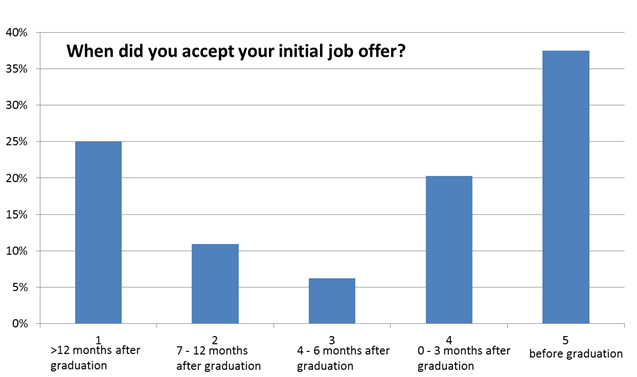 When did you accept your initial job offer?
40%
35%
30%
25%
20%
15%
10%
5%
0%
1 2 3 4 5
>12 months after 7 - 12 months 4 - 6 months after 0 - 3 months after before graduation
graduation after graduation graduation graduation